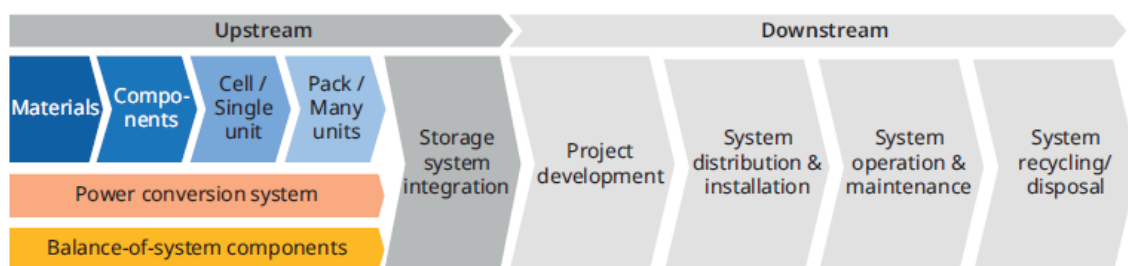 Upstream
Downstream
Materials
Compo-
nents
Cell /
Single
unit
Pack /
Many
units
Storage
system
integration
Project
development
System
distribution &
installation
System
operation &
maintenance
System
recycling/
disposal
Power conversion system
Balance-of-system components